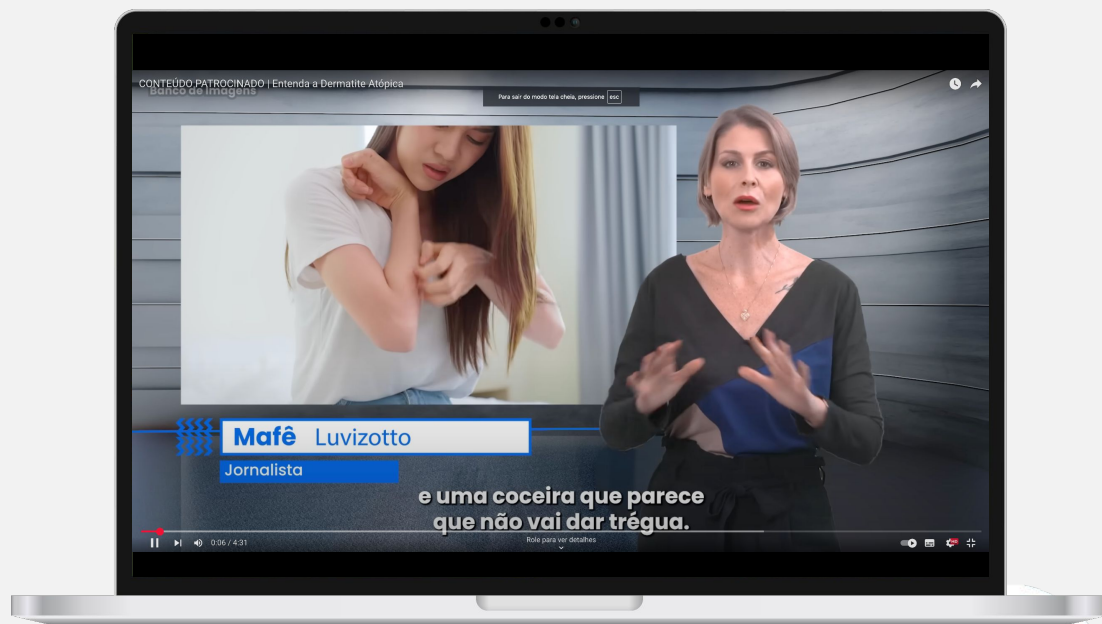 CONTEÚDO PATROCINADO | Entenda a Dermatite Atópica
Banco de Imagens
Para sair do modo tela cheia, pressione esc
Mafê Luvizotto
Jornalista
e uma coceira que parece
que não vai dar trégua.
0:06 / 4:31
Role para ver detalhes
HD